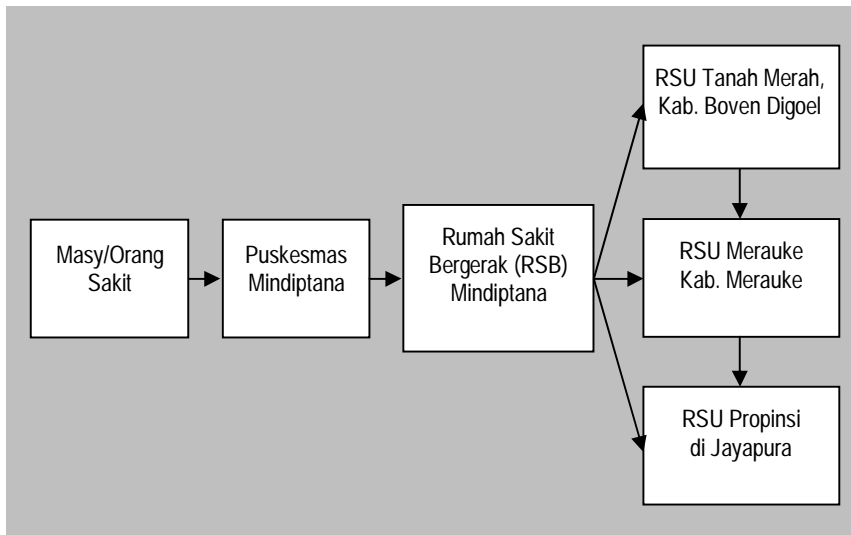 Masy/Orang
Sakit
Puskesmas
Mindiptana
Rumah Sakit
Bergerak (RSB)
Mindiptana
RSU Tanah Merah,
Kab. Boven Digoel
RSU Merauke
Kab. Merauke
RSU Propinsi
di Jayapura